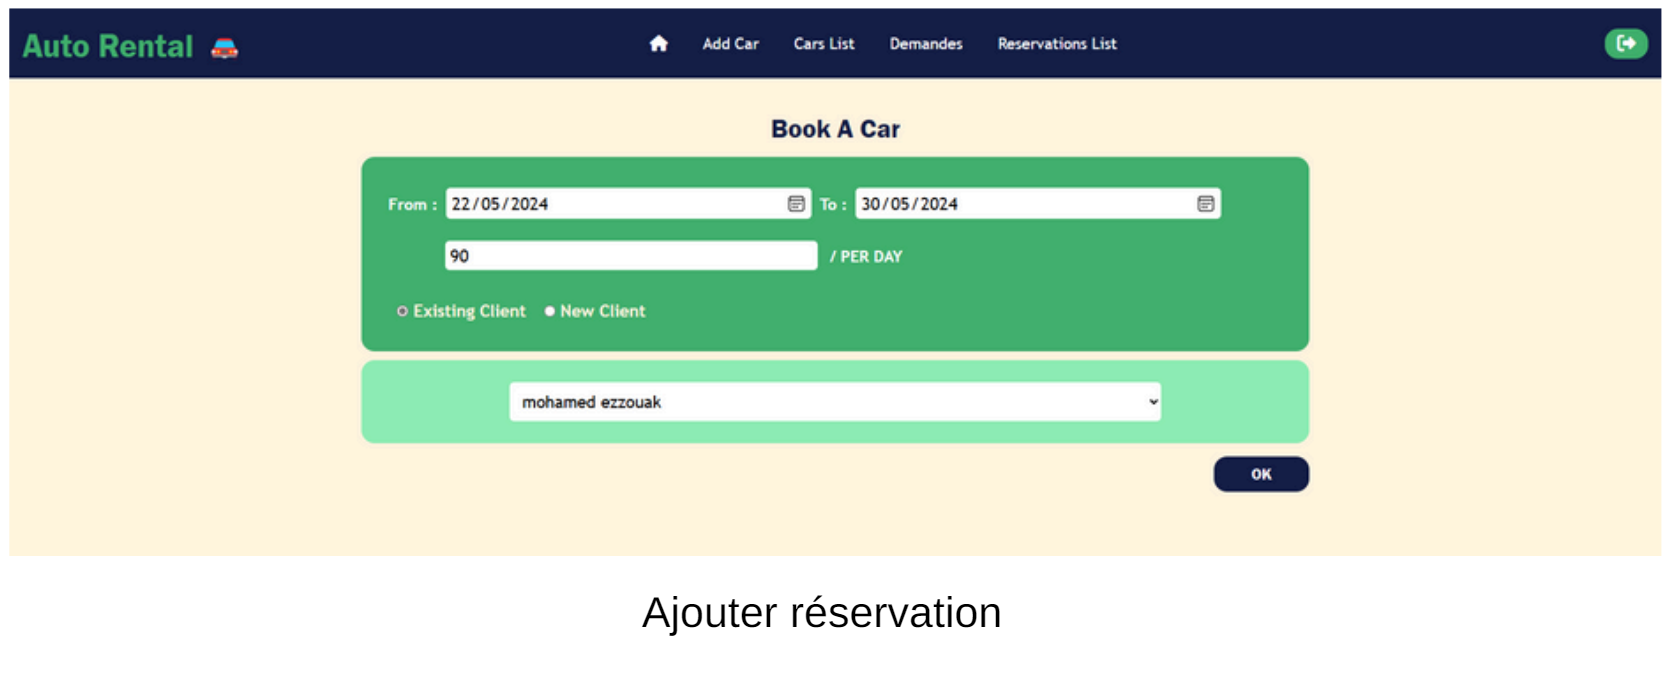 Auto Rental
Add Car Cars List Demandes Reservations List
Book A Car
From : 22/05/2024 To : 30/05/2024
90 / PER DAY
Existing Client New Client
mohamed ezzouak
OK
Ajouter réservation